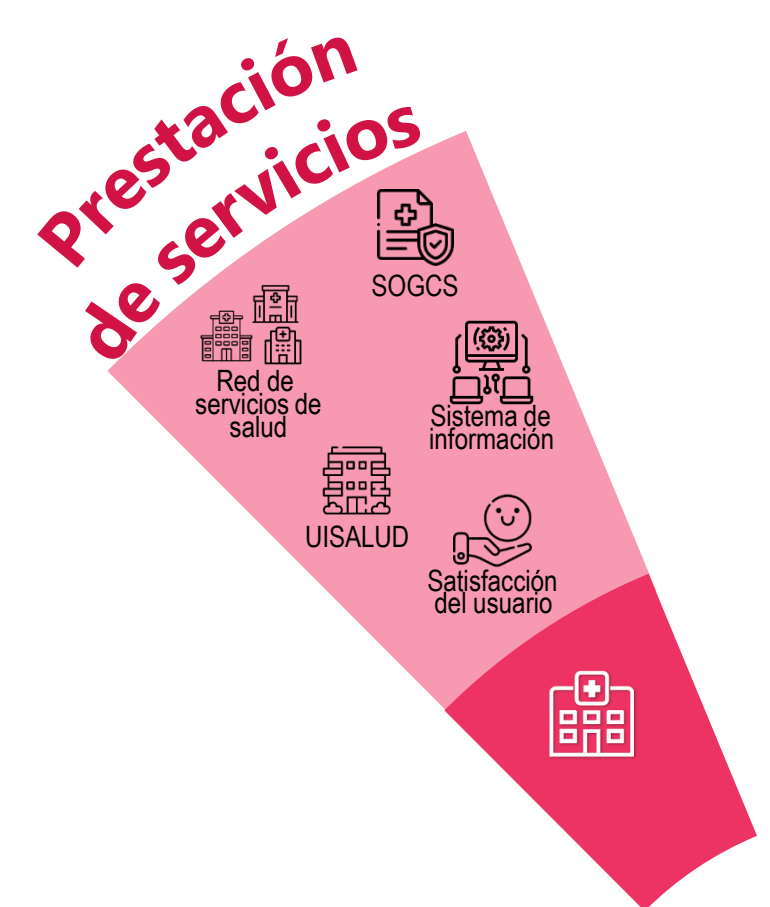 Prestación
de servicios
SOGCS
Red de
servicios de
salud
Sistema de
información
UISALUD
Satisfacción
del usuario